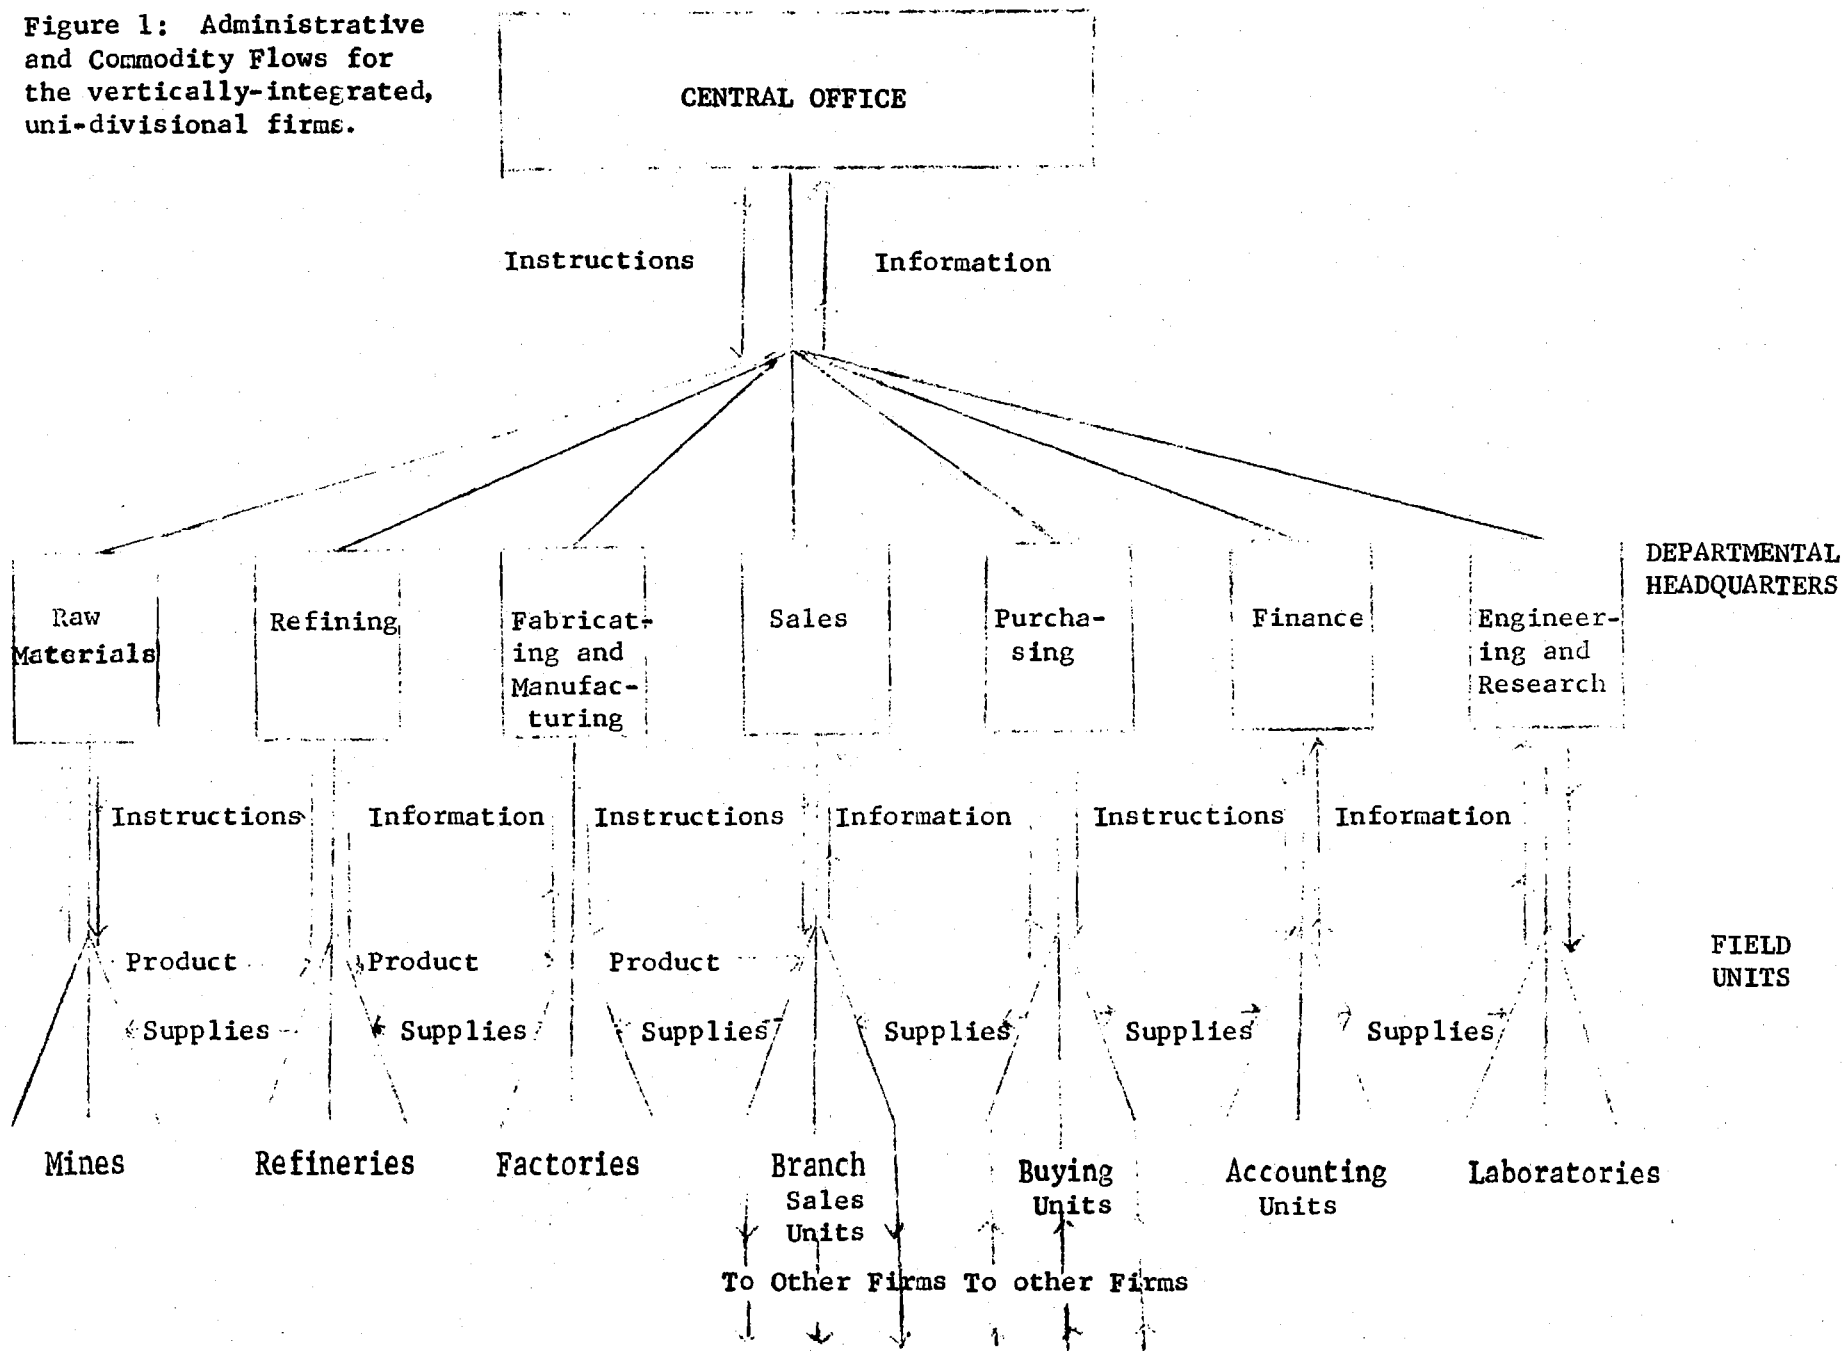 Figure 1: Administrative
and Commodity Flows for
the vertically-integrated,
uni-divisional firms.
CENTRAL OFFICE
Instructions Information
DEPARTMENTAL
HEADQUARTERS
Raw
Materials
Refining
Fabricat-
ing and
Manufac-
turing
Sales
Purcha-
sing
Finance
Engineer-
ing and
Research
Instructions Information Instructions Information Instructions Information
FIELD
UNITS
Product Product Product
Supplies Supplies Supplies Supplies Supplies Supplies
Mines
Refineries
Factories
Branch
Sales
Units
Buying
Units
Accounting
Units
Laboratories
To Other Firms To other Firms